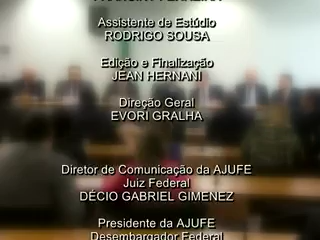 Assistente de Estúdio
RODRIGO SOUSA
Edição e Finalização
JEAN HERNANI
Direção Geral
EVORI GRALHA
Diretor de Comunicação da AJUFE
Juiz Federal
DÉCIO GABRIEL GIMENEZ
Presidente da AJUFE
Desembargador Federal